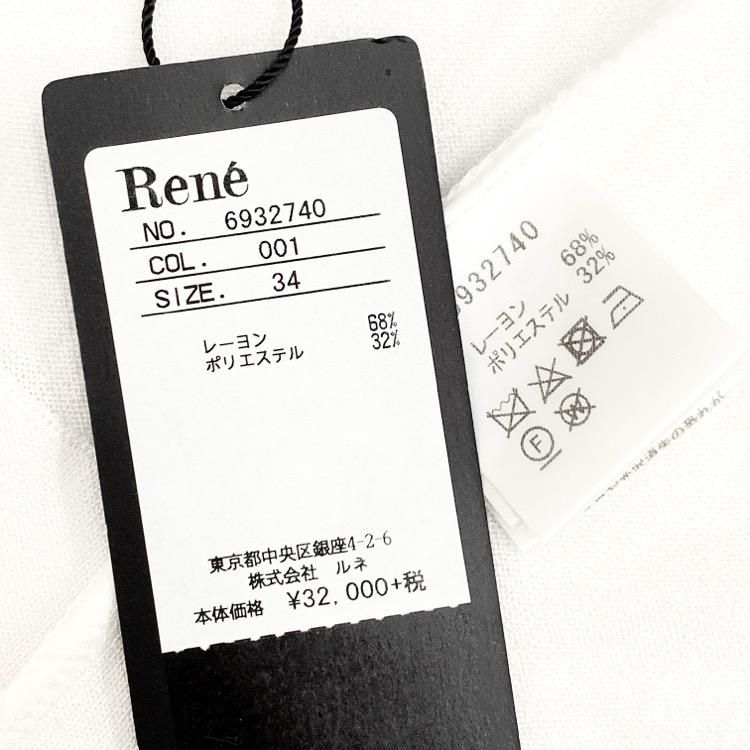 René
NO. 6932740
COL. 001
SIZE. 34
レーヨン 68%
ポリエステル 32%
東京都中央区銀座4-2-6
株式会社 ルネ
本体価格 ¥32,000+税
6932740
レーヨン 68%
ポリエステル 32%
F
W